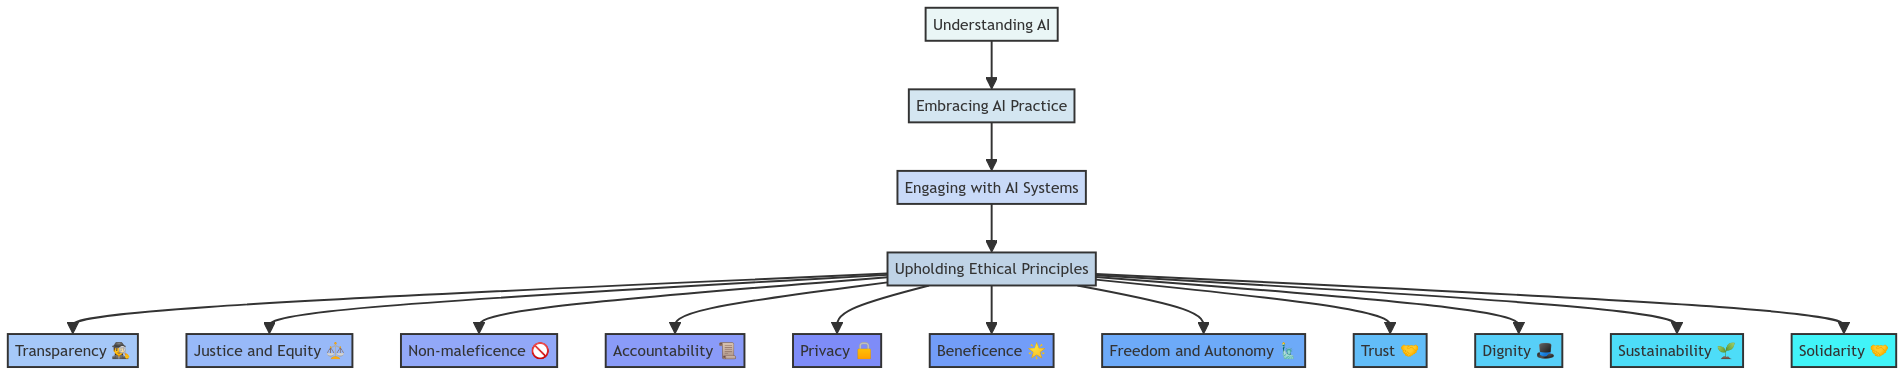 Understanding AI
Embracing AI Practice
Engaging with AI Systems
Upholding Ethical Principles
Transparency 🕵️
Justice and Equity ⚖️
Non-maleficence 🚫
Accountability 📜
Privacy 🔒
Beneficence 🌟
Freedom and Autonomy 🗽
Trust 🤝
Dignity 🎩
Sustainability 🌱
Solidarity 🤝